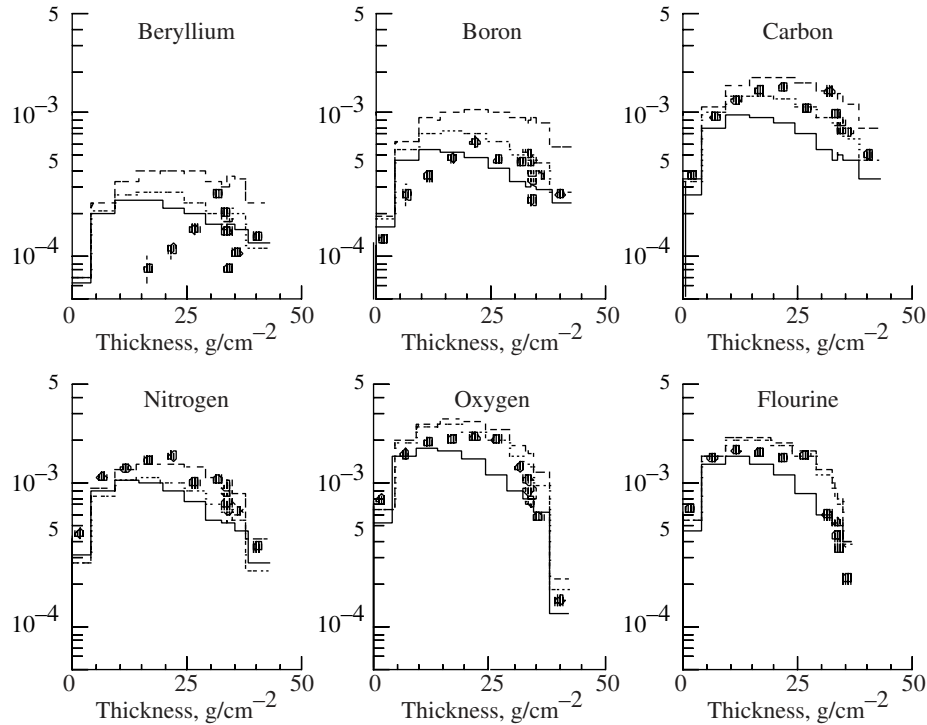 5 5 5
Beryllium Boron Carbon
10⁻³ 10⁻³ 10⁻³
5 5 5
10⁻⁴ 10⁻⁴ 10⁻⁴
0 25 50 0 25 50 0 25 50
Thickness, g/cm⁻² Thickness, g/cm⁻² Thickness, g/cm⁻²
5 5 5
Nitrogen Oxygen Flourine
10⁻³ 10⁻³ 10⁻³
5 5 5
10⁻⁴ 10⁻⁴ 10⁻⁴
0 25 50 0 25 50 0 25 50
Thickness, g/cm⁻² Thickness, g/cm⁻² Thickness, g/cm⁻²